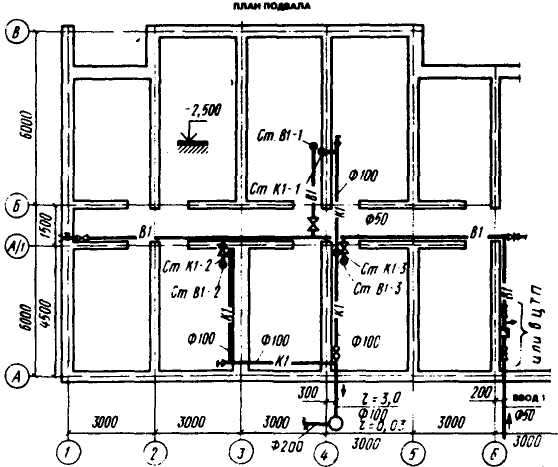 ПЛАН ПОДВАЛА
В
6000
-2,500
Ст В1-1
Ст К1-1
Ф100
В1
К1
Б
Ф50
1500
В1
В1
А/1
Ст К1-2
Ст К1-3
Ст В1-2
Ст В1-3
6000
4500
К1
К1
К1
или в ЦТП
Ф100
Ф100
Ф100
К1
А
300
200
ВВОД 1
Ф50
Ф100
Ф200
3000
3000
3000
3000
3000
3000
1
2
3
4
5
6